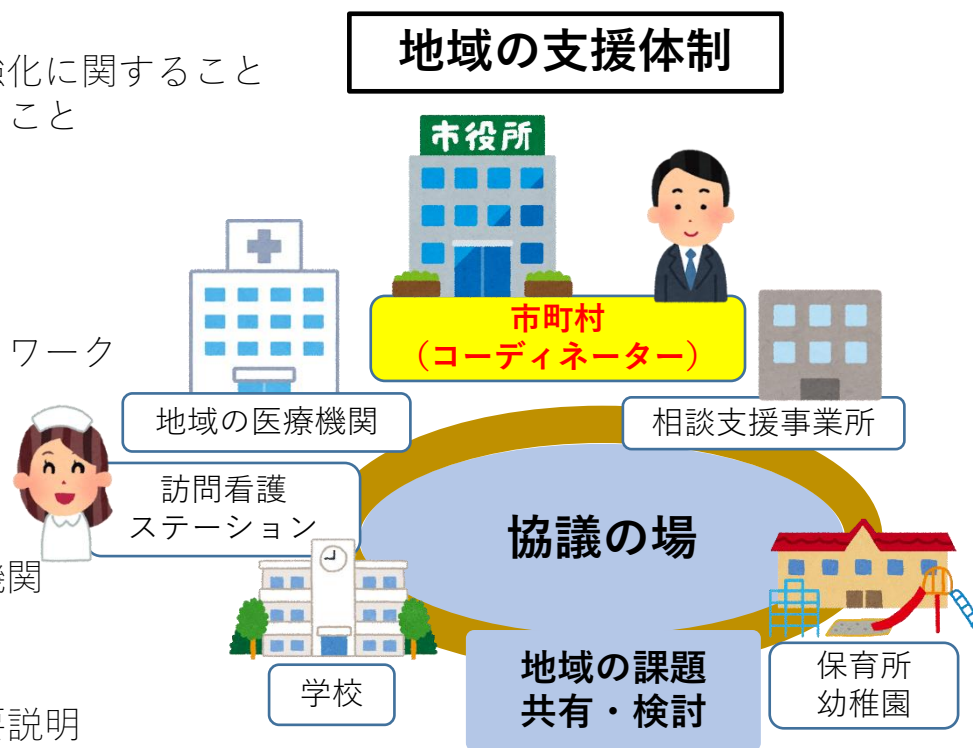 地域の支援体制
強化に関すること
こと
市役所
市町村
（コーディネーター）
ワーク
地域の医療機関
相談支援事業所
訪問看護
ステーション
協議の場
機関
学校
地域の課題
共有・検討
保育所
幼稚園
要説明